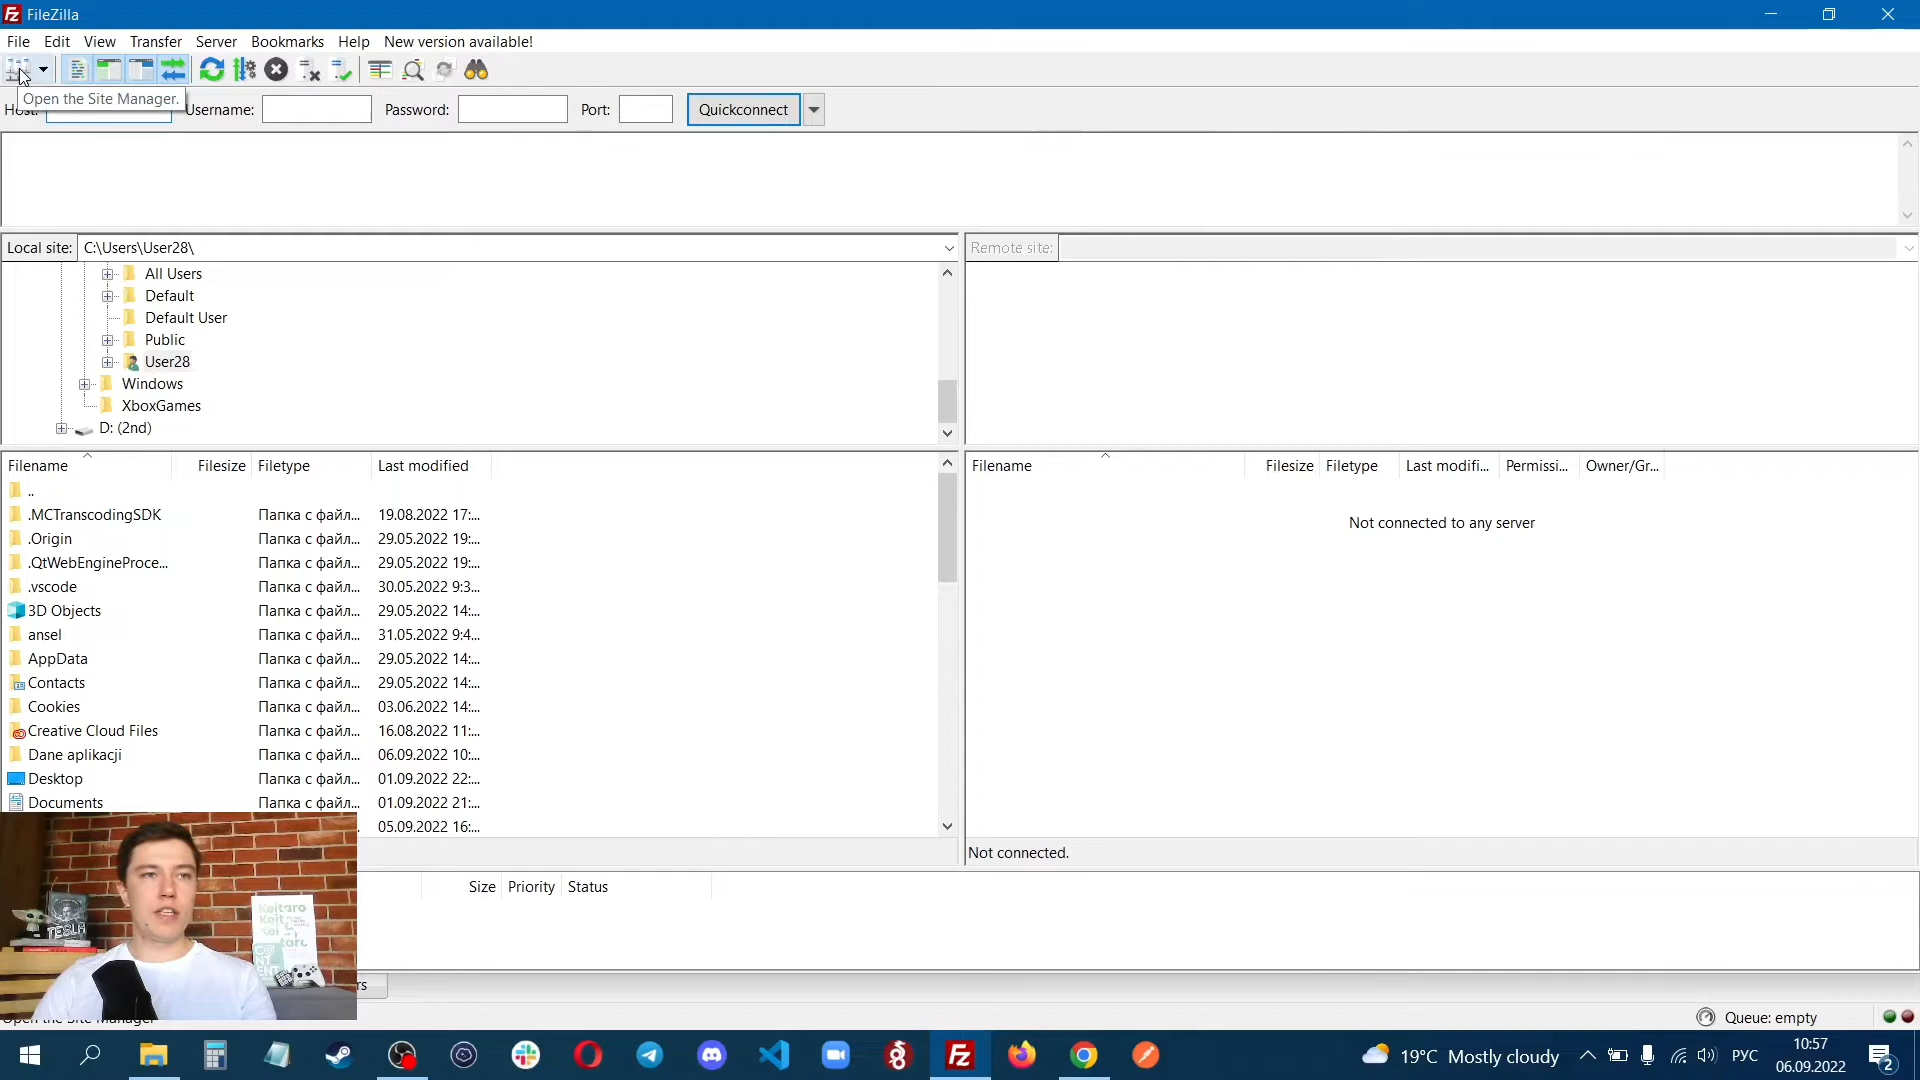 FileZilla
File Edit View Transfer Server Bookmarks Help New version available!
Open the Site Manager.
Username: Password: Port: Quickconnect
Local site: C:\Users\User28\
Remote site:
All Users
Default
Default User
Public
User28
Windows
XboxGames
D: (2nd)
Filename Filesize Filetype Last modified
..
.MCTranscodingSDK Папка с файл... 19.08.2022 17:...
.Origin Папка с файл... 29.05.2022 19:...
.QtWebEngineProce... Папка с файл... 29.05.2022 19:...
.vscode Папка с файл... 30.05.2022 9:3...
3D Objects Папка с файл... 29.05.2022 14:...
ansel Папка с файл... 31.05.2022 9:4...
AppData Папка с файл... 29.05.2022 14:...
Contacts Папка с файл... 29.05.2022 14:...
Cookies Папка с файл... 03.06.2022 14:...
Creative Cloud Files Папка с файл... 16.08.2022 11:...
Dane aplikacji Папка с файл... 06.09.2022 10:...
Desktop Папка с файл... 01.09.2022 22:...
Documents Папка с файл... 01.09.2022 21:...
05.09.2022 16:...
Filename Filesize Filetype Last modifi... Permissi... Owner/Gr...
Not connected to any server
Not connected.
Size Priority Status
TESLA
Keitaro
rs
Queue: empty
19°C Mostly cloudy
РУС
10:57
06.09.2022
2